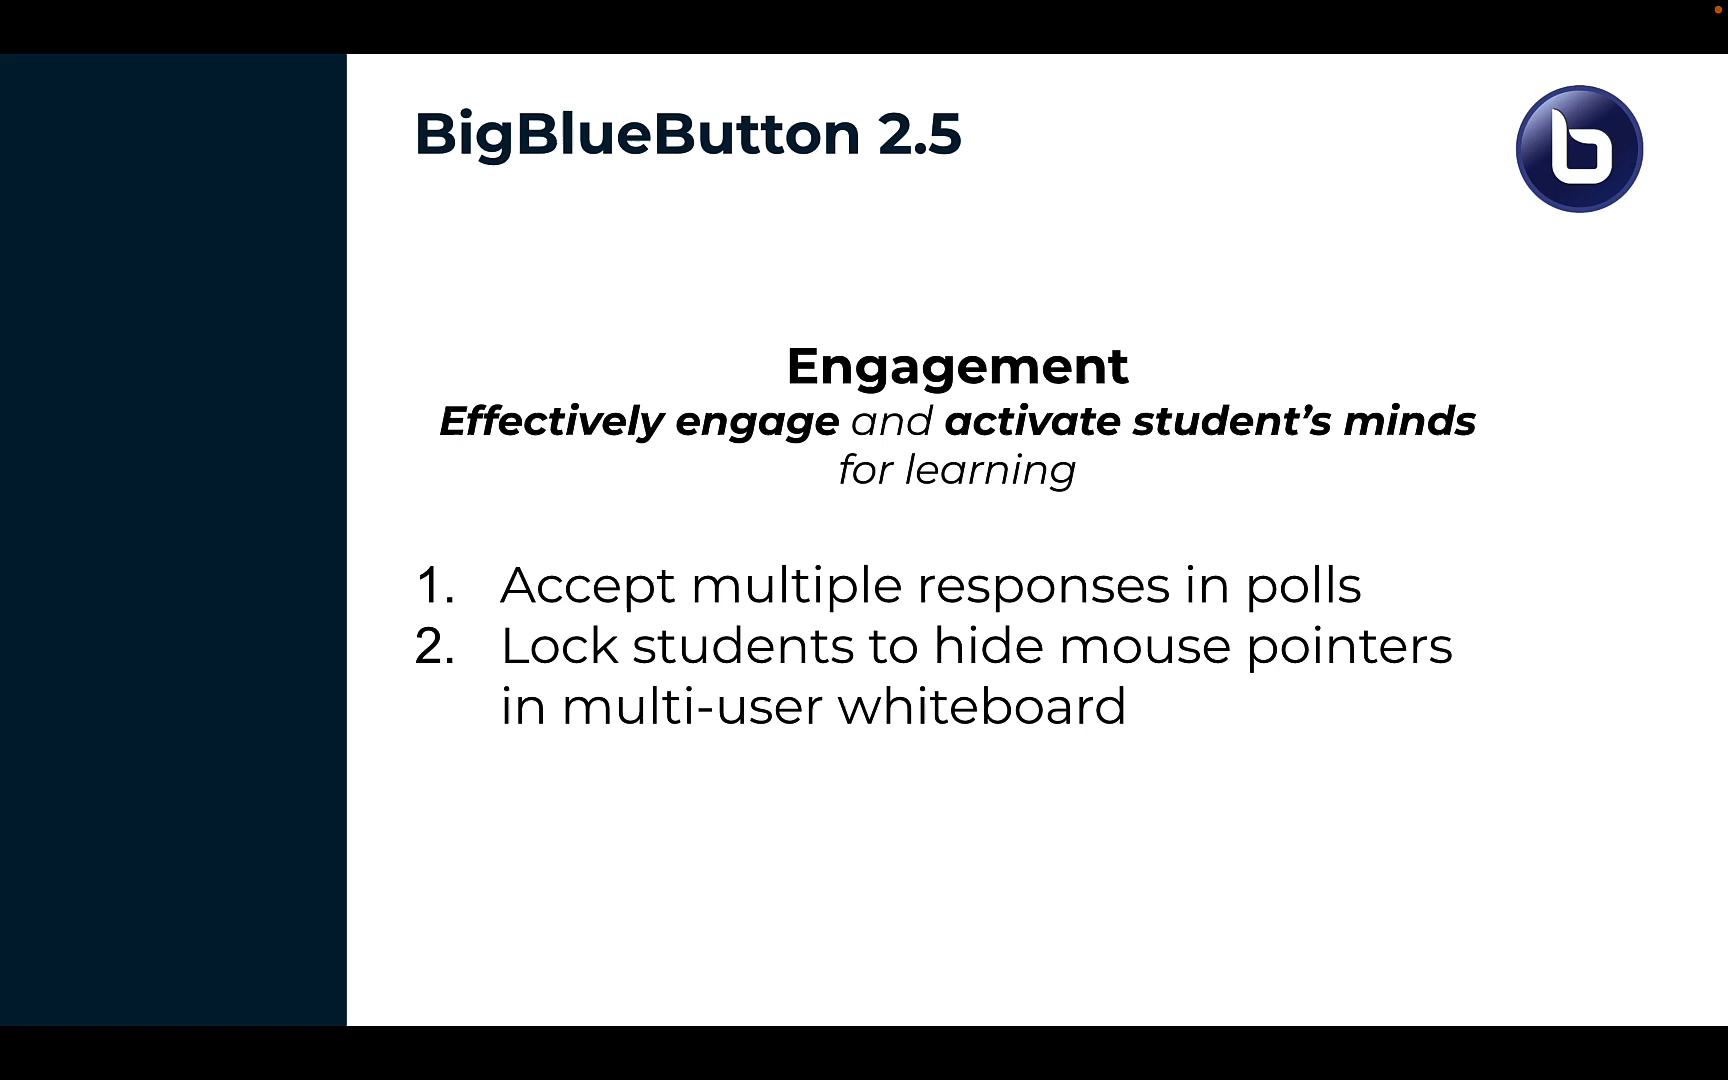 BigBlueButton 2.5
Engagement
Effectively engage and activate student’s minds
for learning
1. Accept multiple responses in polls
2. Lock students to hide mouse pointers
in multi-user whiteboard